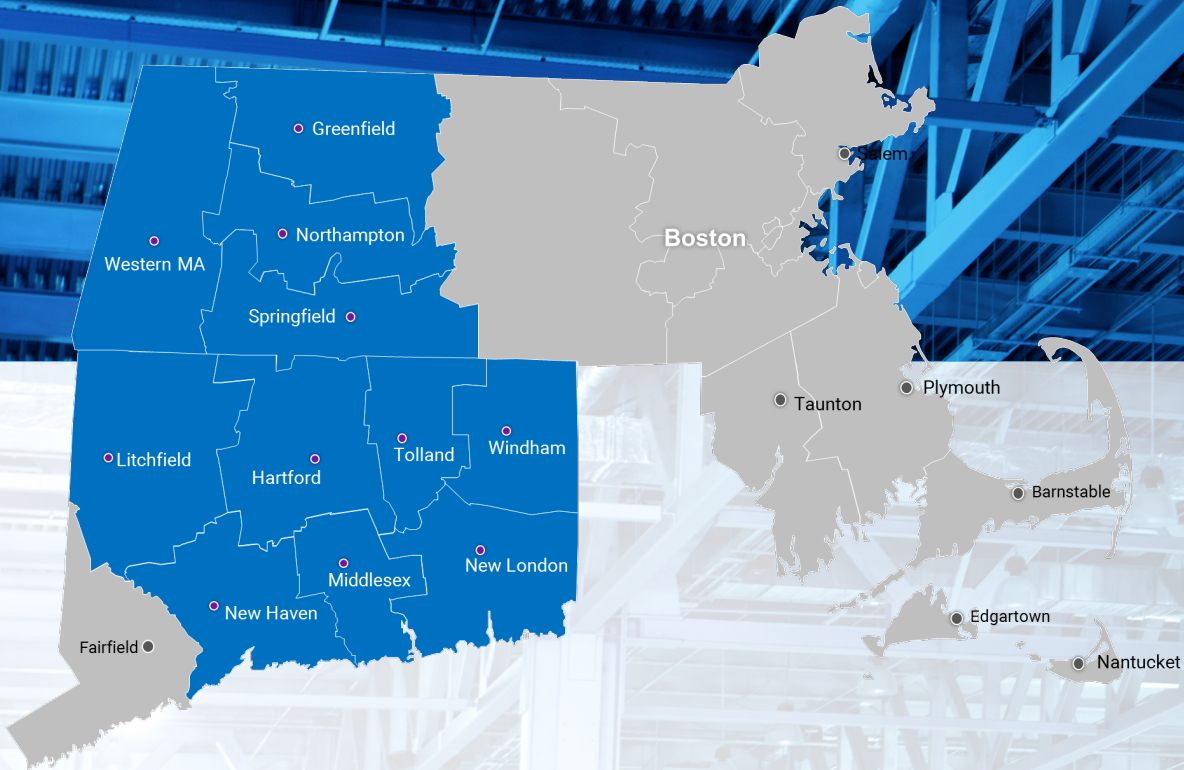 Greenfield
Salem
Northampton
Boston
Western MA
Springfield
Plymouth
Taunton
Litchfield
Hartford
Tolland
Windham
Barnstable
New London
Middlesex
New Haven
Edgartown
Fairfield
Nantucket